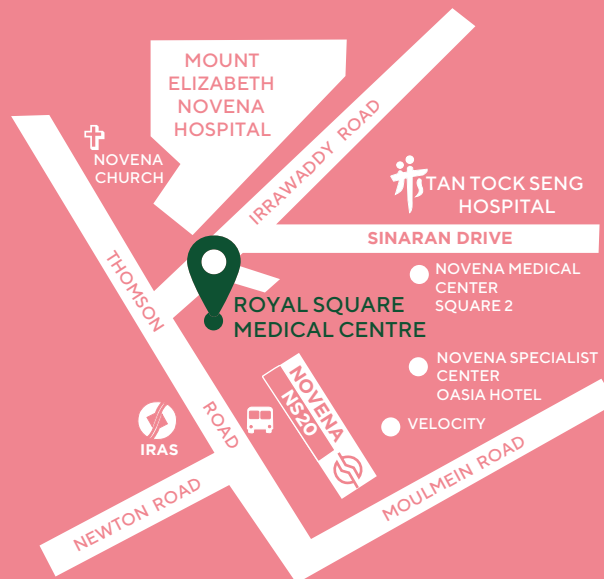 MOUNT
ELIZABETH
NOVENA
HOSPITAL
IRRAWADDY ROAD
NOVENA
CHURCH
TAN TOCK SENG
HOSPITAL
SINARAN DRIVE
THOMSON
ROAD
ROYAL SQUARE
MEDICAL CENTRE
NOVENA MEDICAL
CENTER
SQUARE 2
NOVENA SPECIALIST
CENTER
OASIA HOTEL
VELOCITY
NOVENA
NS20
IRAS
NEWTON ROAD
MOULMEIN ROAD